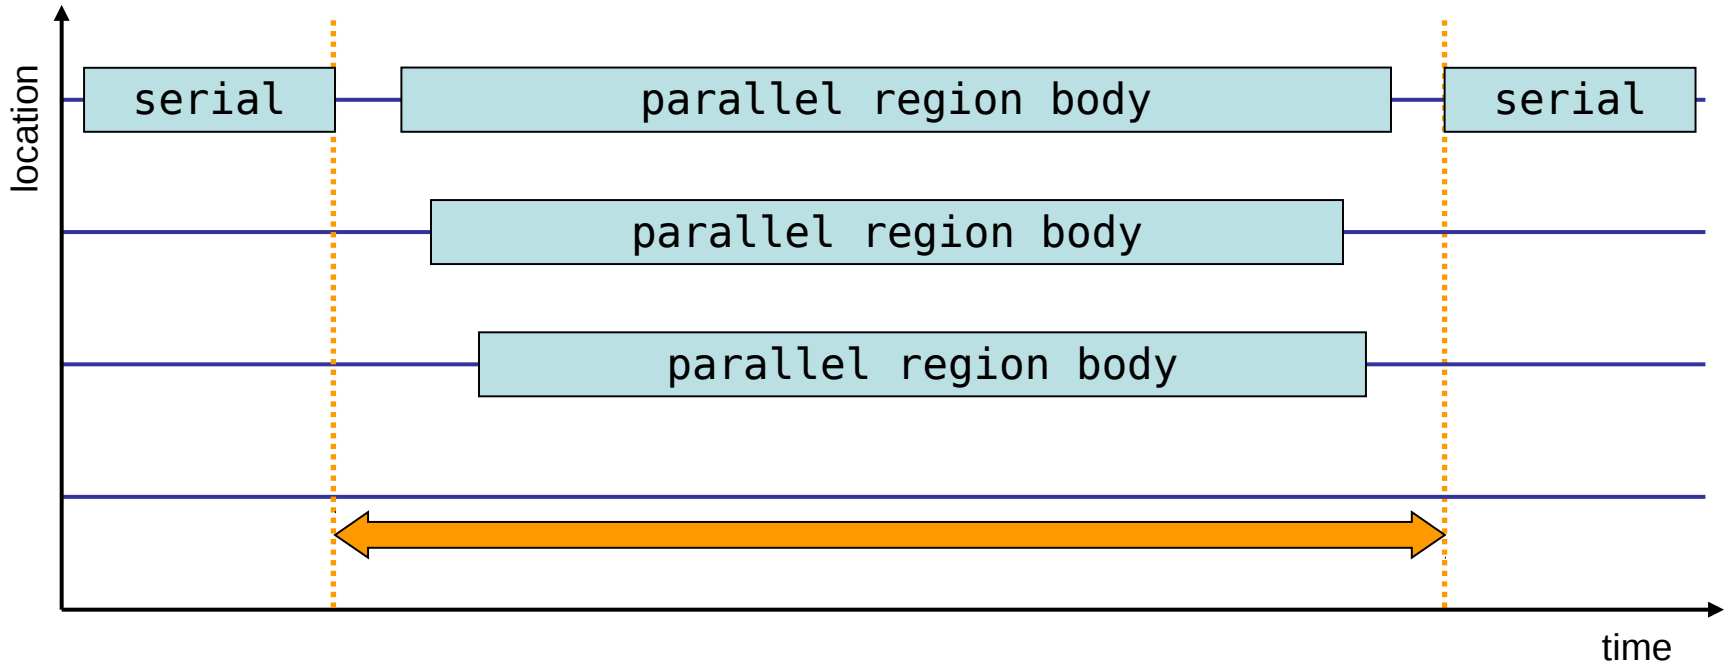 location
serial
parallel region body
serial
parallel region body
parallel region body
time